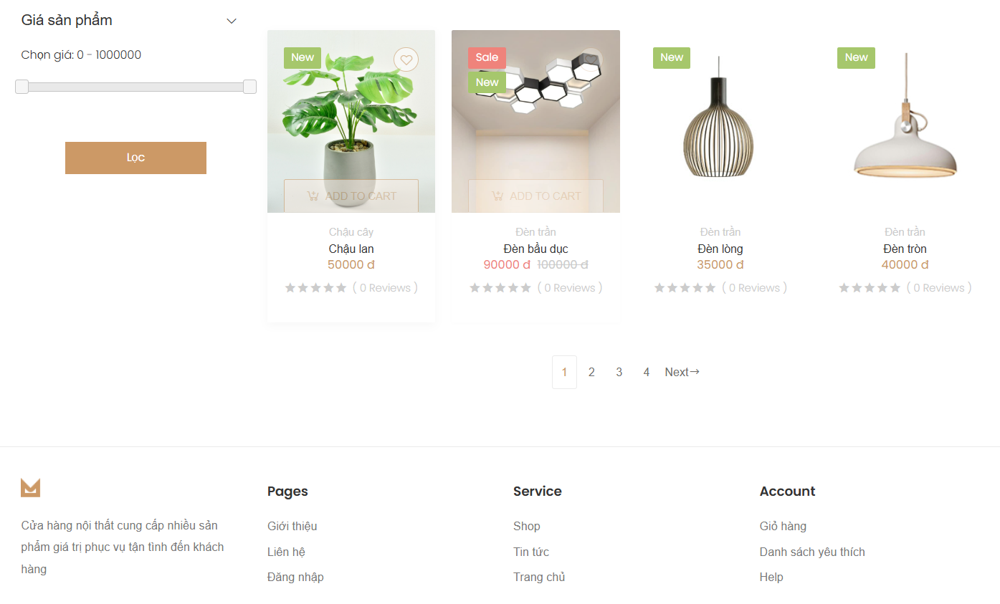 Giá sản phẩm
Chọn giá: 0 - 1000000
LỌC
New
ADD TO CART
Chậu cây
Chậu lan
50000 đ
( 0 Reviews )
Sale
New
ADD TO CART
Đèn trần
Đèn bầu dục
90000 đ 100000 đ
( 0 Reviews )
New
Đèn trần
Đèn lòng
35000 đ
( 0 Reviews )
New
Đèn trần
Đèn tròn
40000 đ
( 0 Reviews )
1 2 3 4 Next→
Cửa hàng nội thất cung cấp nhiều sản
phẩm giá trị phục vụ tận tình đến khách
hàng
Pages
Giới thiệu
Liên hệ
Đăng nhập
Service
Shop
Tin tức
Trang chủ
Account
Giỏ hàng
Danh sách yêu thích
Help